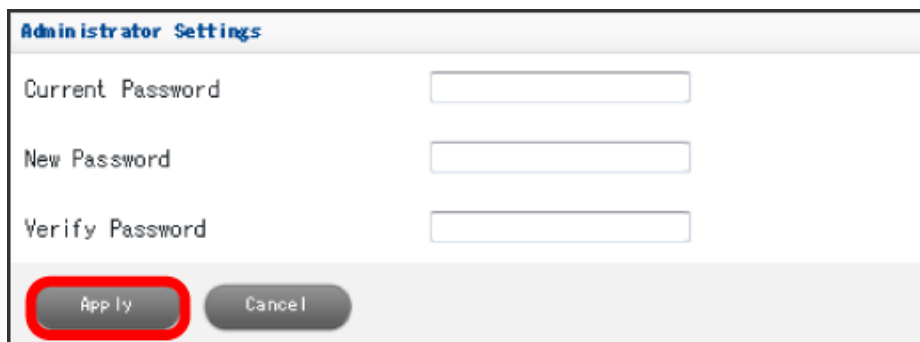 Administrator Settings
Current Password
New Password
Verify Password
Apply Cancel